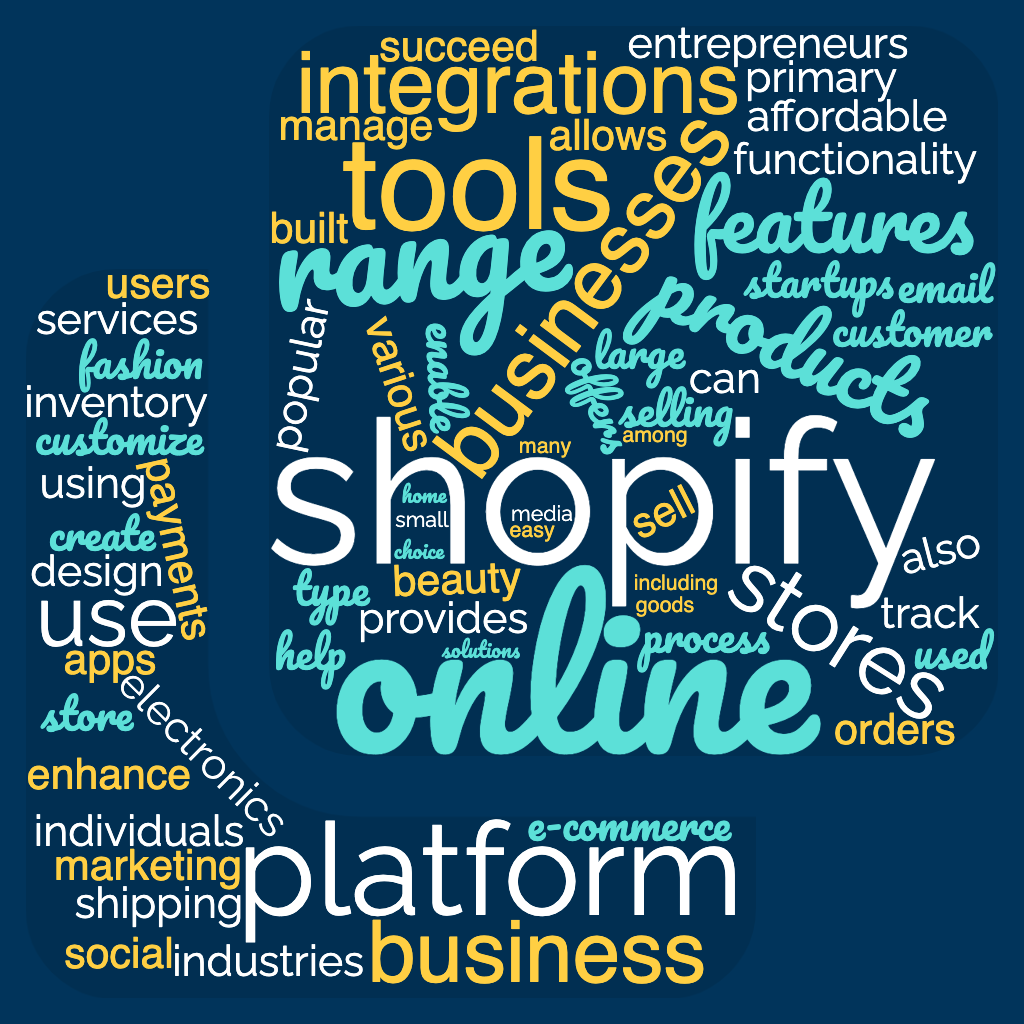 succeed
entrepreneurs
integrations
primary
manage
allows
affordable
tools
businesses
functionality
built
range
features
users
startups
email
services
popular
various
enable
products
customer
fashion
large
offers
can
inventory
selling
customize
among
many
shopify
using
payments
home
small
media
easy
sell
create
choice
also
design
type
beauty
including
goods
stores
use
provides
track
help
solutions
process
used
apps
online
electronics
store
orders
enhance
individuals
platform
e-commerce
marketing
shipping
social
industries
business